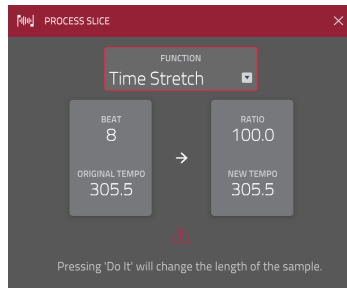 PROCESS SLICE
FUNCTION
Time Stretch
BEAT
8
ORIGINAL TEMPO
305.5
RATIO
100.0
NEW TEMPO
305.5
Pressing 'Do It' will change the length of the sample.